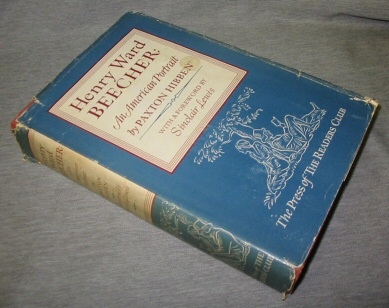 Henry Ward
BEECHER:
An American Portrait
by PAXTON HIBBEN
WITH A FOREWORD BY
Sinclair Lewis
The Press of THE READERS CLUB